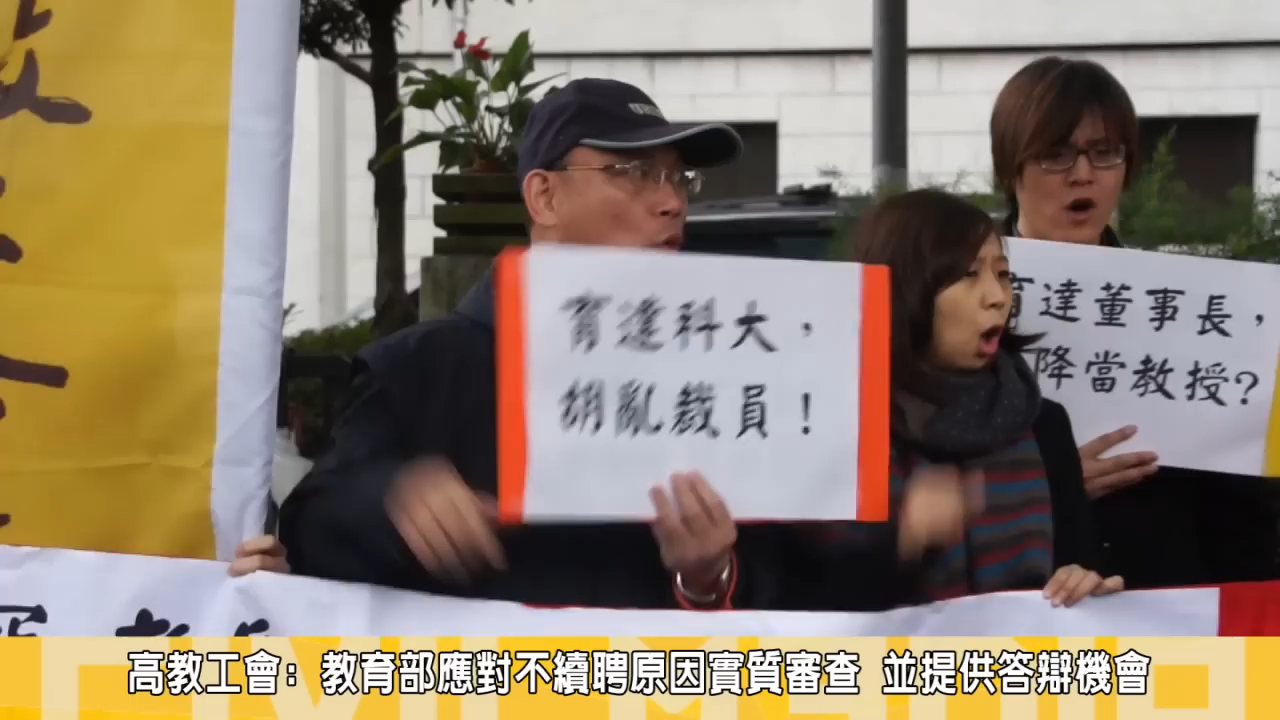 育達科大，
胡亂裁員！
育達董事長，
降當教授?
高教工會：教育部應對不續聘原因實質審查 並提供答辯機會